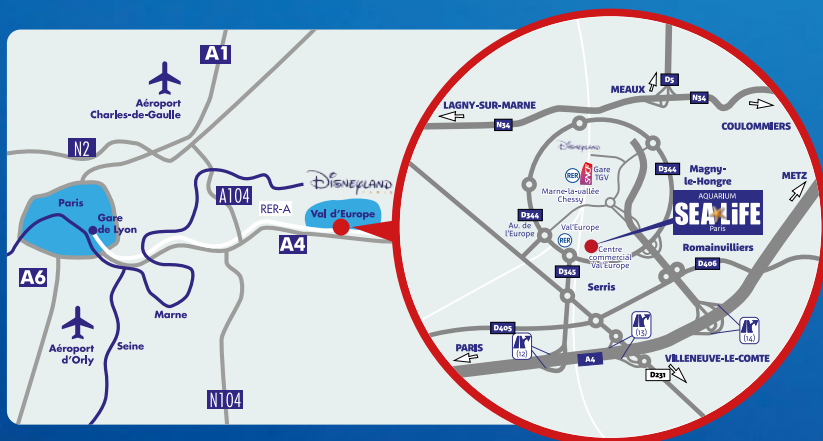 A1
Aéroport
Charles-de-Gaulle
N2
Paris
Gare
de Lyon
A104
DISNEYLAND
PARIS
RER-A
Val d'Europe
A4
A6
Marne
Aéroport
d'Orly
Seine
N104
D5
MEAUX
N34
LAGNY-SUR-MARNE
N34
COULOMMIERS
DISNEYLAND
RER
Gare
TGV
Marne-la-vallée
Chessy
D344
Magny-
le-Hongre
METZ
AQUARIUM
SEA LiFE
Paris
D344
Au. de
l'Europe
Val'Europe
RER
Centre
commercial
Val Europe
Romainvilliers
D406
D345
Serris
D405
PARIS
(12)
(13)
(14)
A4
VILLENEUVE-LE-COMTE
D231